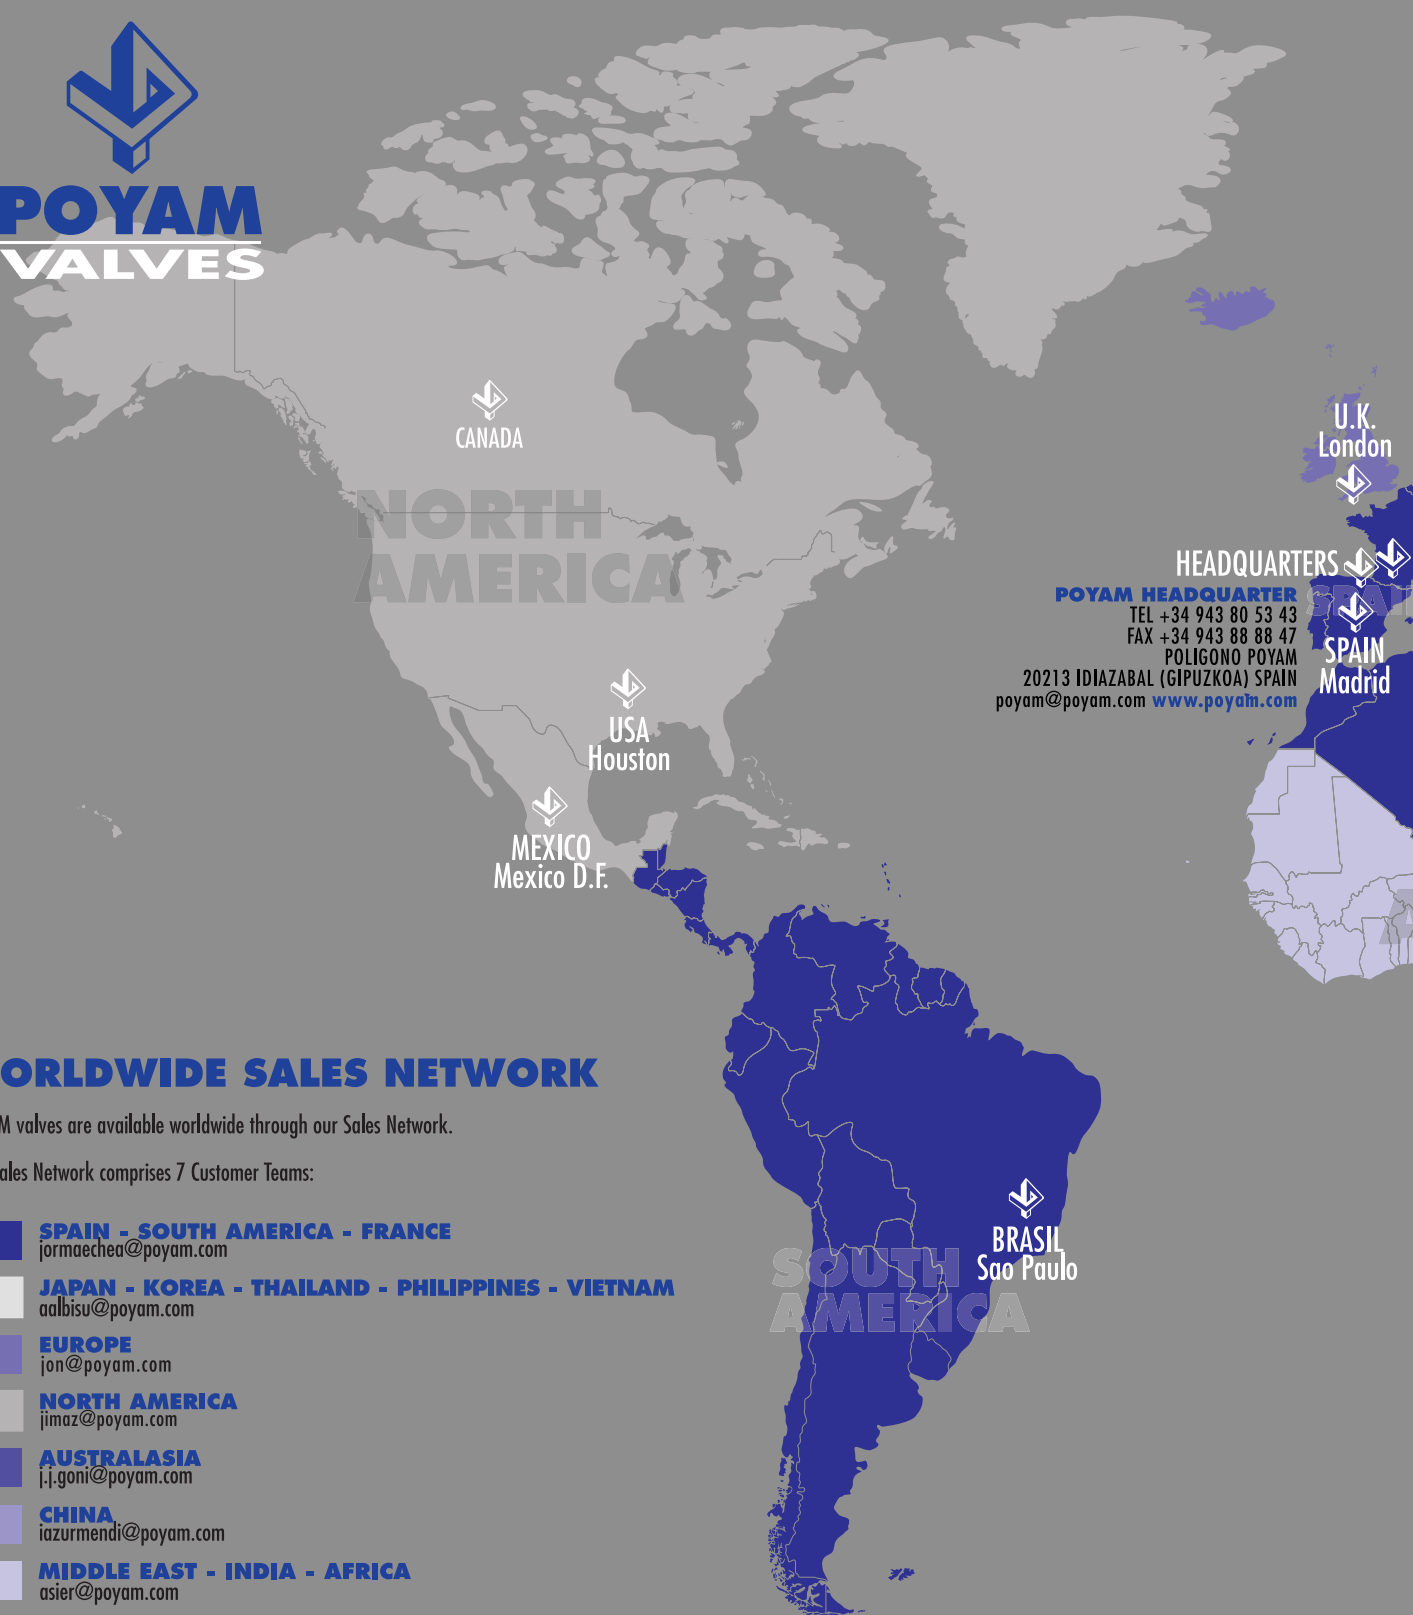 POYAM
VALVES
CANADA
NORTH
AMERICA
U.K.
London
HEADQUARTERS
POYAM HEADQUARTER
TEL +34 943 80 53 43
FAX +34 943 88 88 47
POLIGONO POYAM
20213 IDIAZABAL (GIPUZKOA) SPAIN
poyam@poyam.com www.poyam.com
SPAI
SPAIN
Madrid
USA
Houston
MEXICO
Mexico D.F.
A
BRASIL
Sao Paulo
SOUTH
AMERICA
ORLDWIDE SALES NETWORK
M valves are available worldwide through our Sales Network.
ales Network comprises 7 Customer Teams:
SPAIN - SOUTH AMERICA - FRANCE
jormaechea@poyam.com
JAPAN - KOREA - THAILAND - PHILIPPINES - VIETNAM
aalbisu@poyam.com
EUROPE
jon@poyam.com
NORTH AMERICA
jimaz@poyam.com
AUSTRALASIA
j.j.goni@poyam.com
CHINA
iazurmendi@poyam.com
MIDDLE EAST - INDIA - AFRICA
asier@poyam.com